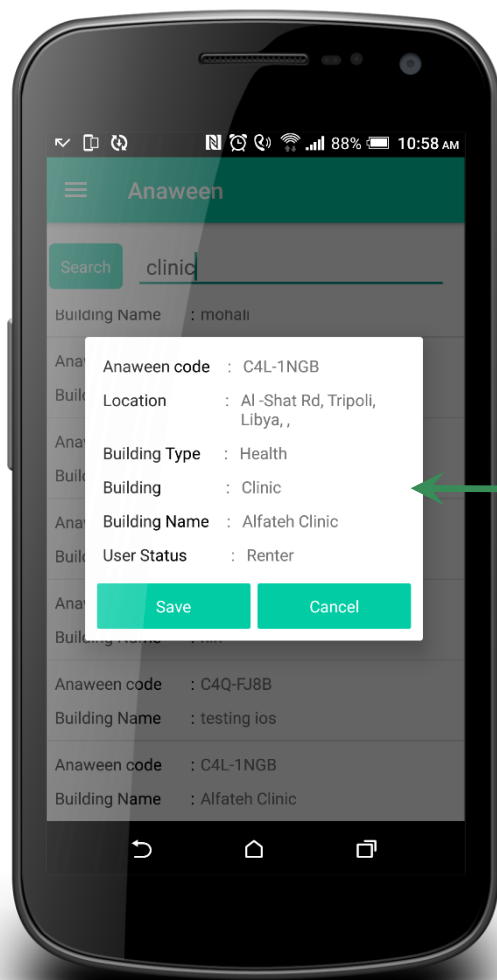 88% 10:58 AM
Anaween
Search clinic
Building Name : mohali
Anaween code : C4L-1NGB
Location : Al -Shat Rd, Tripoli,
Libya, ,
Building Type : Health
Building : Clinic
Building Name : Alfateh Clinic
User Status : Renter
Save Cancel
Anaween code : C4Q-FJ8B
Building Name : testing ios
Anaween code : C4L-1NGB
Building Name : Alfateh Clinic